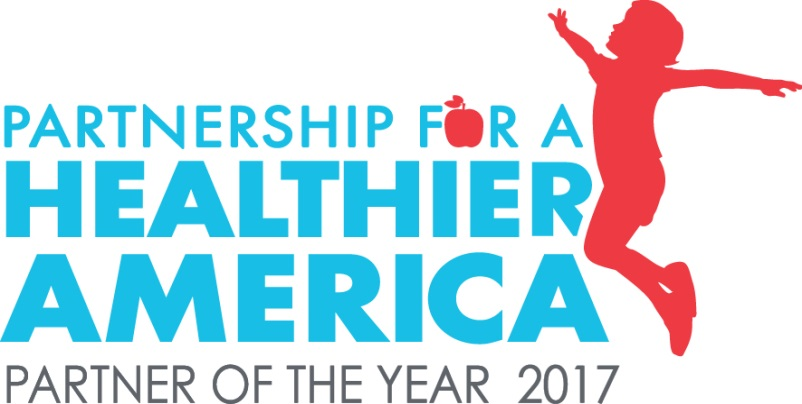 PARTNERSHIP FOR A
HEALTHIER
AMERICA
PARTNER OF THE YEAR 2017